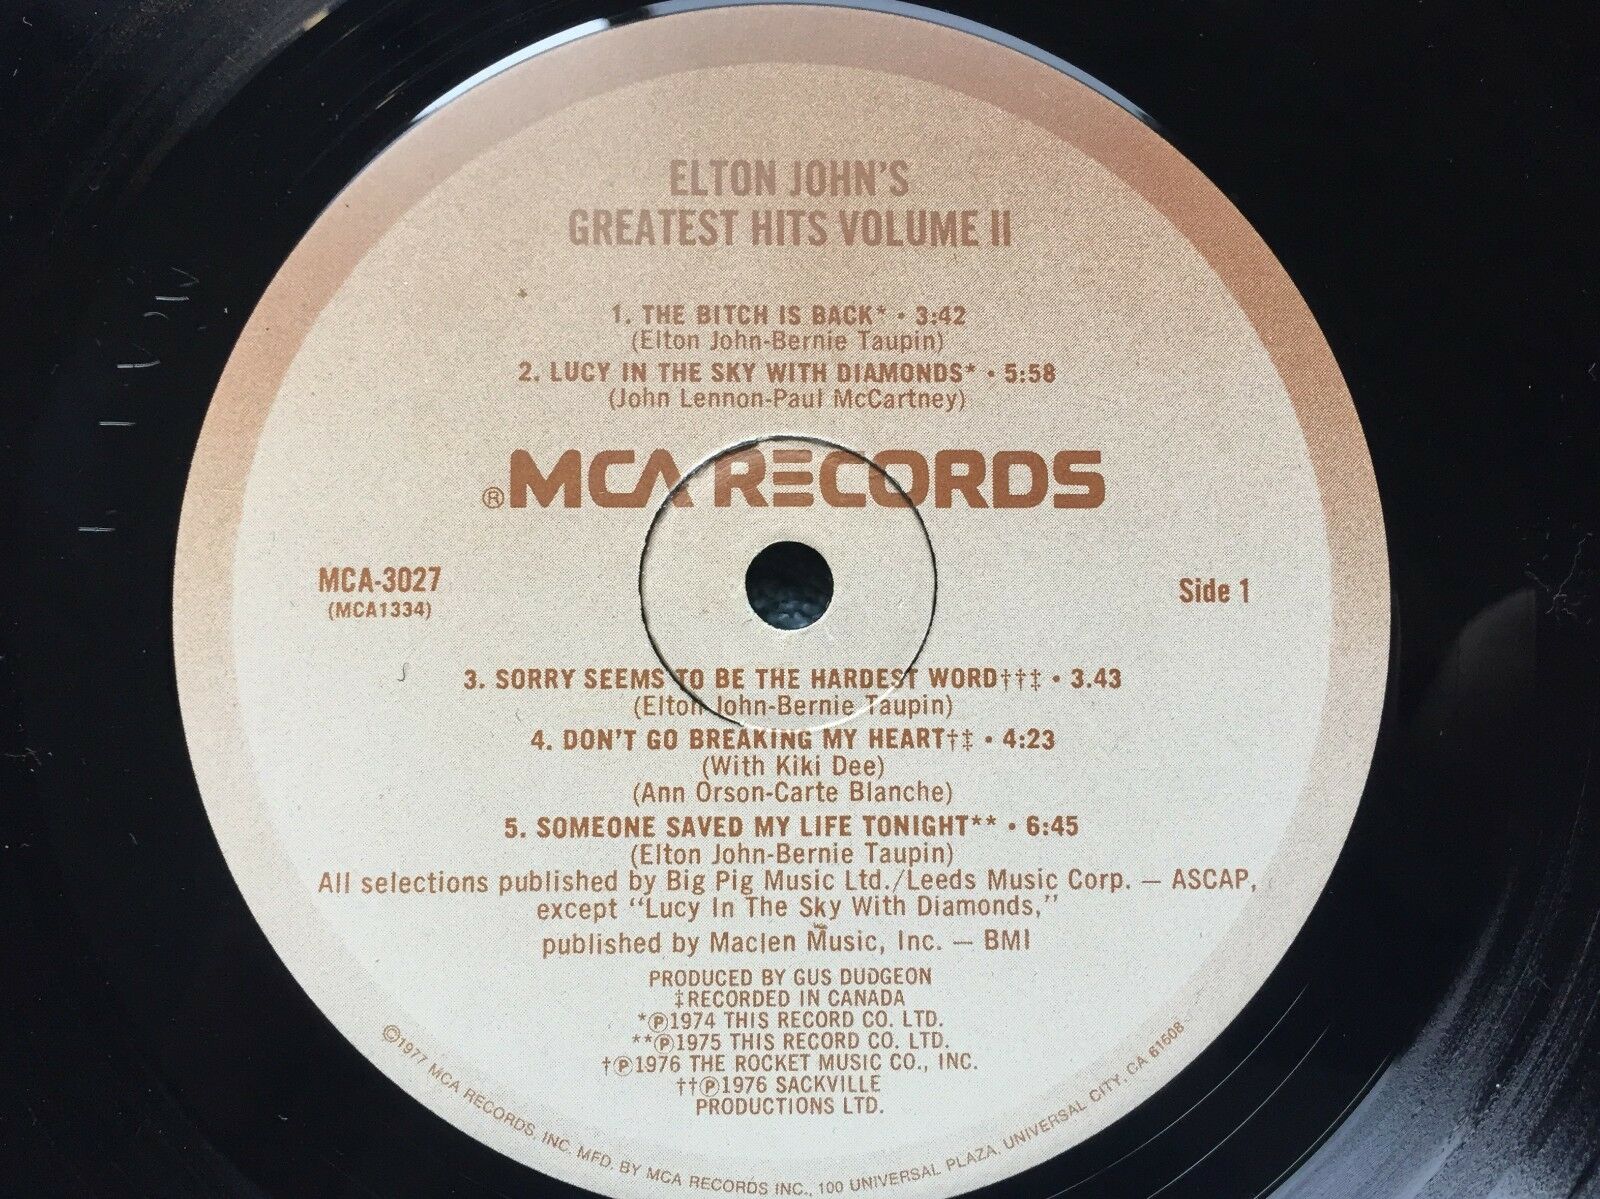 ELTON JOHN'S
GREATEST HITS VOLUME II
1. THE BITCH IS BACK* • 3:42
(Elton John-Bernie Taupin)
2. LUCY IN THE SKY WITH DIAMONDS* • 5:58
(John Lennon-Paul McCartney)
®MCA RECORDS
MCA-3027
(MCA1334)
Side 1
3. SORRY SEEMS TO BE THE HARDEST WORD††‡ • 3.43
(Elton John-Bernie Taupin)
4. DON'T GO BREAKING MY HEART†‡ • 4:23
(With Kiki Dee)
(Ann Orson-Carte Blanche)
5. SOMEONE SAVED MY LIFE TONIGHT** • 6:45
(Elton John-Bernie Taupin)
All selections published by Big Pig Music Ltd./Leeds Music Corp. — ASCAP,
except "Lucy In The Sky With Diamonds,"
published by Maclen Music, Inc. — BMI
PRODUCED BY GUS DUDGEON
‡RECORDED IN CANADA
*℗1974 THIS RECORD CO. LTD.
**℗1975 THIS RECORD CO. LTD.
†℗1976 THE ROCKET MUSIC CO., INC.
††℗1976 SACKVILLE
PRODUCTIONS LTD.
©1977 MCA RECORDS, INC. MFD. BY MCA RECORDS INC., 100 UNIVERSAL PLAZA, UNIVERSAL CITY, CA 61608